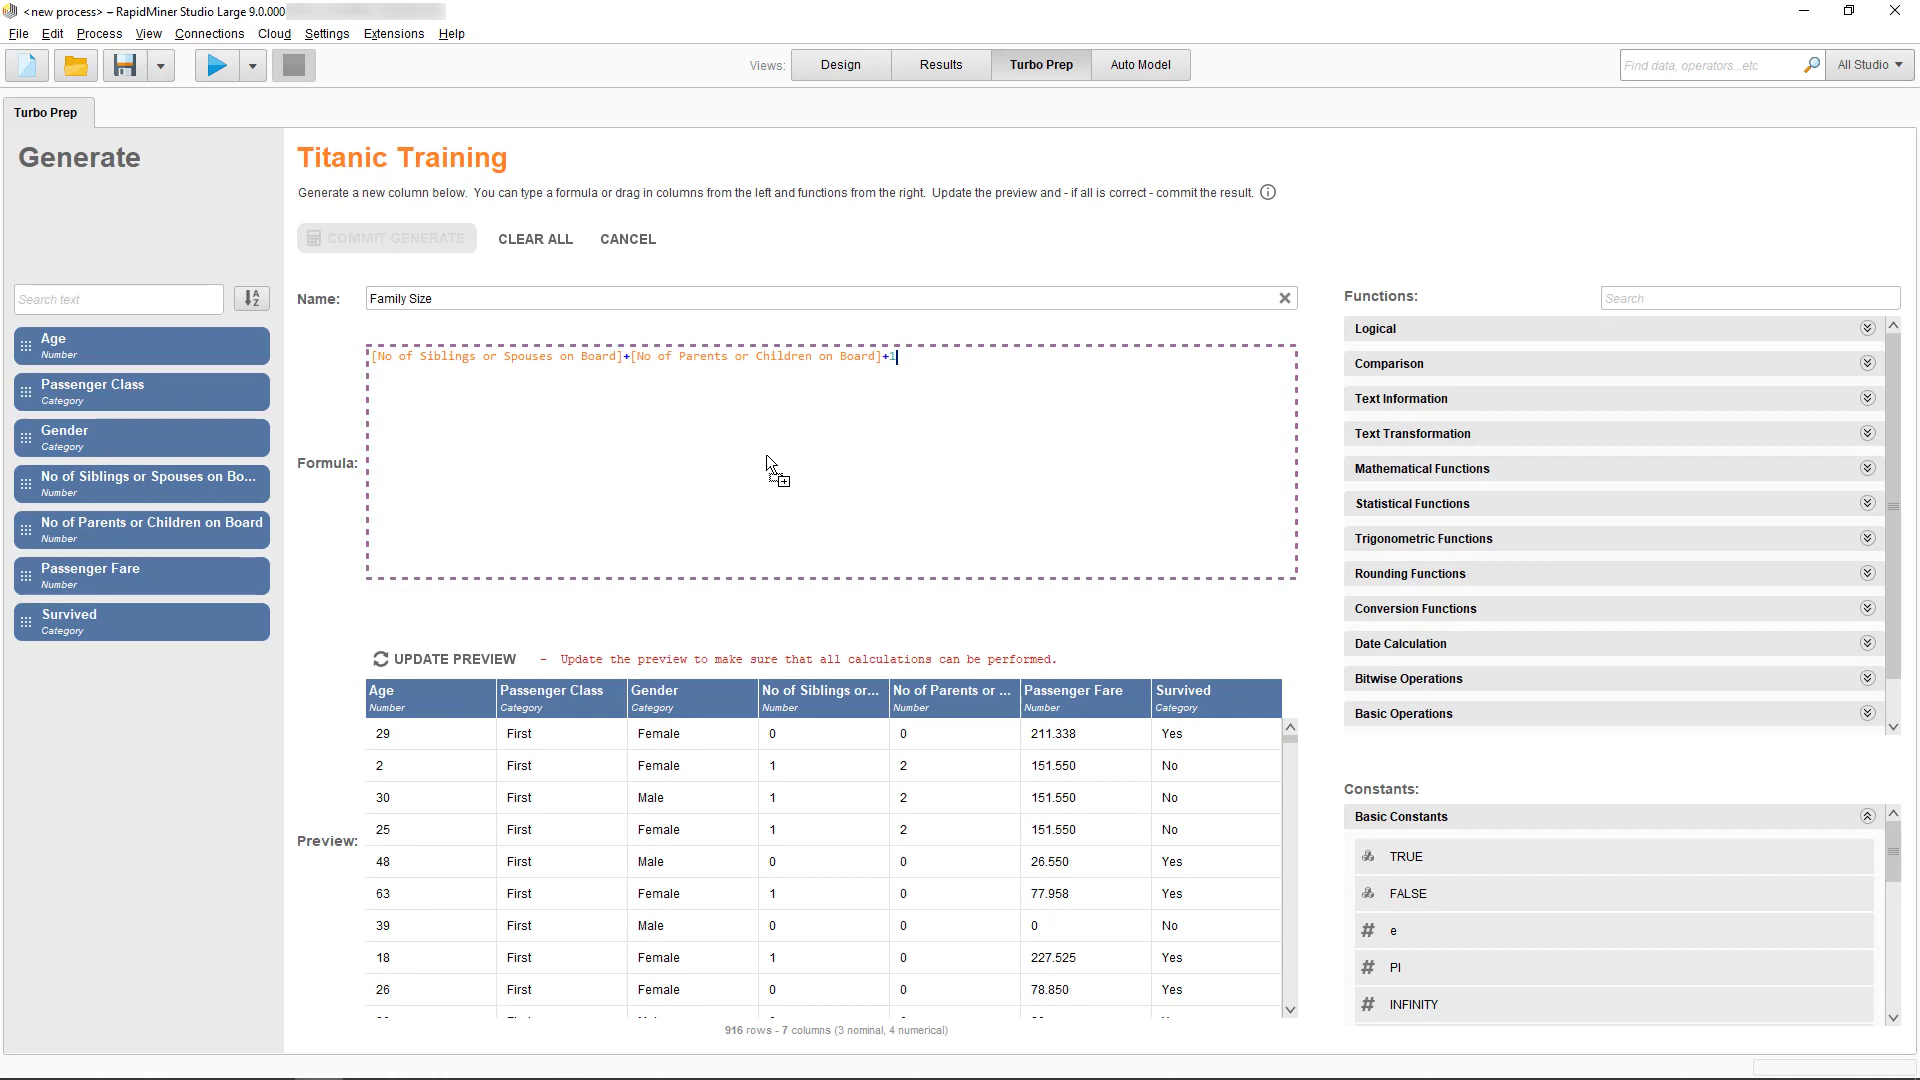 <new process> – RapidMiner Studio Large 9.0.000
File Edit Process View Connections Cloud Settings Extensions Help
Views: Design Results Turbo Prep Auto Model
Find data, operators...etc
All Studio
Turbo Prep
Generate
Titanic Training
Generate a new column below. You can type a formula or drag in columns from the left and functions from the right. Update the preview and - if all is correct - commit the result.
COMMIT GENERATE CLEAR ALL CANCEL
Search text
Age
Number
Passenger Class
Category
Gender
Category
No of Siblings or Spouses on Bo...
Number
No of Parents or Children on Board
Number
Passenger Fare
Number
Survived
Category
Name: Family Size
Formula:
[No of Siblings or Spouses on Board]+[No of Parents or Children on Board]+1
UPDATE PREVIEW - Update the preview to make sure that all calculations can be performed.
Preview:
Age Passenger Class Gender No of Siblings or... No of Parents or ... Passenger Fare Survived
Number Category Category Number Number Number Category
29 First Female 0 0 211.338 Yes
2 First Female 1 2 151.550 No
30 First Male 1 2 151.550 No
25 First Female 1 2 151.550 No
48 First Male 0 0 26.550 Yes
63 First Female 1 0 77.958 Yes
39 First Male 0 0 0 No
18 First Female 1 0 227.525 Yes
26 First Female 0 0 78.850 Yes
916 rows - 7 columns (3 nominal, 4 numerical)
Functions:
Search
Logical
Comparison
Text Information
Text Transformation
Mathematical Functions
Statistical Functions
Trigonometric Functions
Rounding Functions
Conversion Functions
Date Calculation
Bitwise Operations
Basic Operations
Constants:
Basic Constants
TRUE
FALSE
# e
# PI
# INFINITY